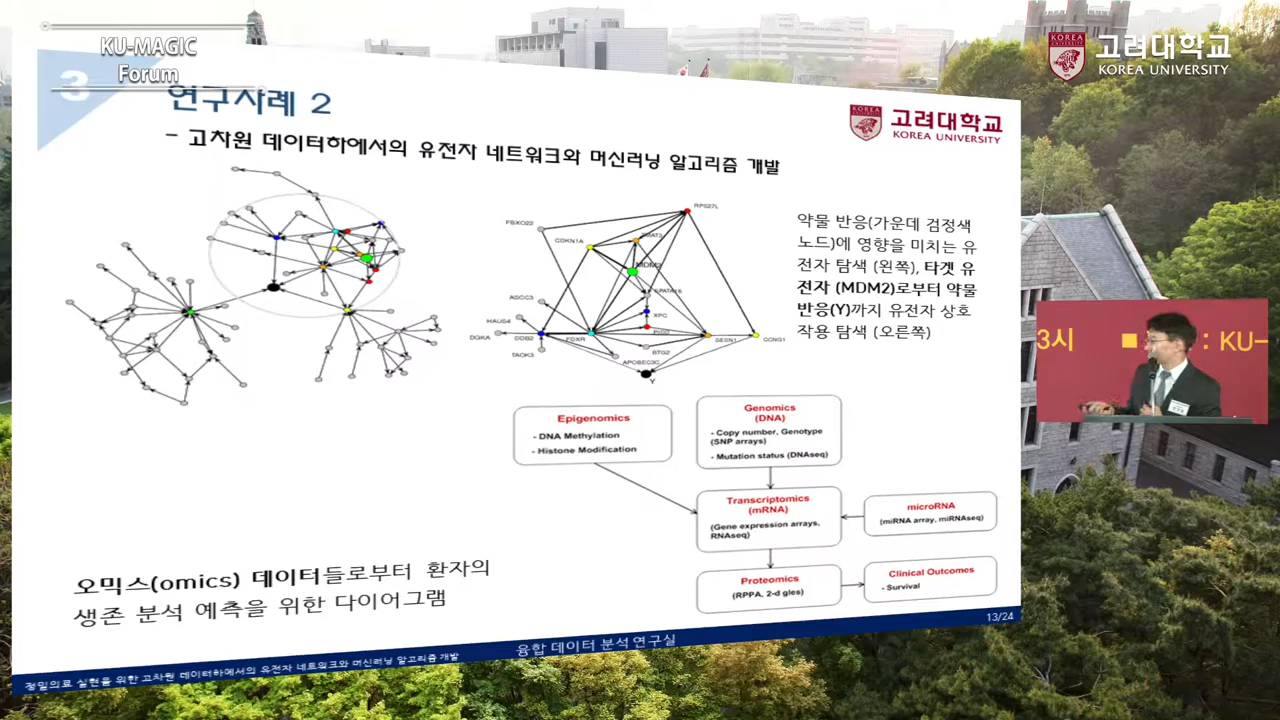 KU-MAGIC
Forum
고려대학교
KOREA UNIVERSITY
3
연구사례 2
고려대학교
KOREA UNIVERSITY
- 고차원 데이터하에서의 유전자 네트워크와 머신러닝 알고리즘 개발
RPS27L
FBXO22
CDKN1A
MDM2
ASCC3
XPC
HAUS4
DGKA
DDB2
FDXR
SESN1
CCNG1
TAOK3
BTG2
APOBEC3C
Y
약물 반응(가운데 검정색
노드)에 영향을 미치는 유
전자 탐색 (왼쪽), 타겟 유
전자 (MDM2)로부터 약물
반응(Y)까지 유전자 상호
작용 탐색 (오른쪽)
3시
■
: KU-
Epigenomics
- DNA Methylation
- Histone Modification
Genomics
(DNA)
- Copy number, Genotype
(SNP arrays)
- Mutation status (DNAseq)
Transcriptomics
(mRNA)
(Gene expression arrays,
RNAseq)
microRNA
(miRNA array, miRNAseq)
Proteomics
(RPPA, 2-d gles)
Clinical Outcomes
- Survival
오믹스(omics) 데이터들로부터 환자의
생존 분석 예측을 위한 다이어그램
13/24
정밀의료 실현을 위한 고차원 데이터하에서의 유전자 네트워크와 머신러닝 알고리즘 개발
융합 데이터 분석 연구실